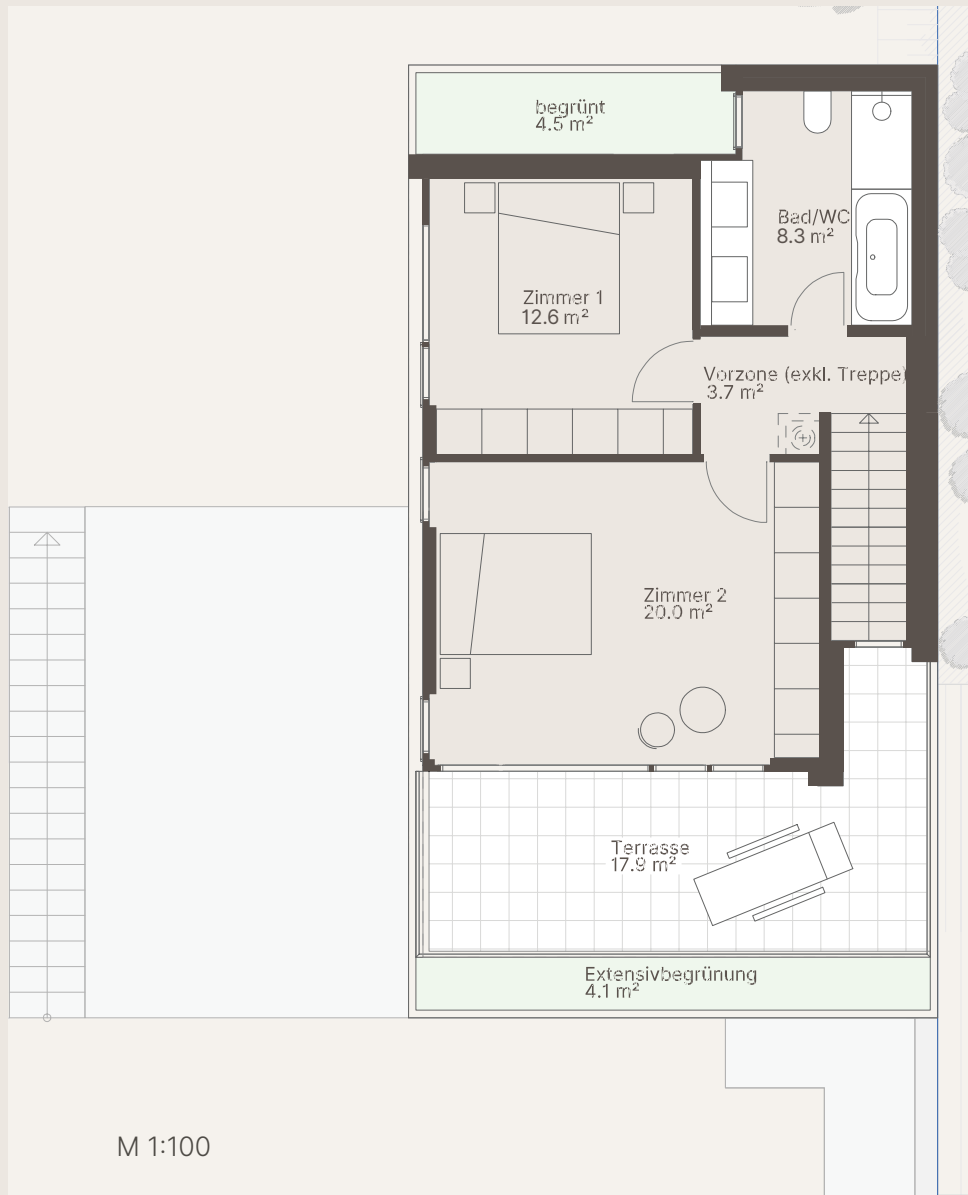 begrünt
4.5 m²
Bad/WC
8.3 m²
Zimmer 1
12.6 m²
Vorzone (exkl. Treppe)
3.7 m²
Zimmer 2
20.0 m²
Terrasse
17.9 m²
Extensivbegrünung
4.1 m²
M 1:100